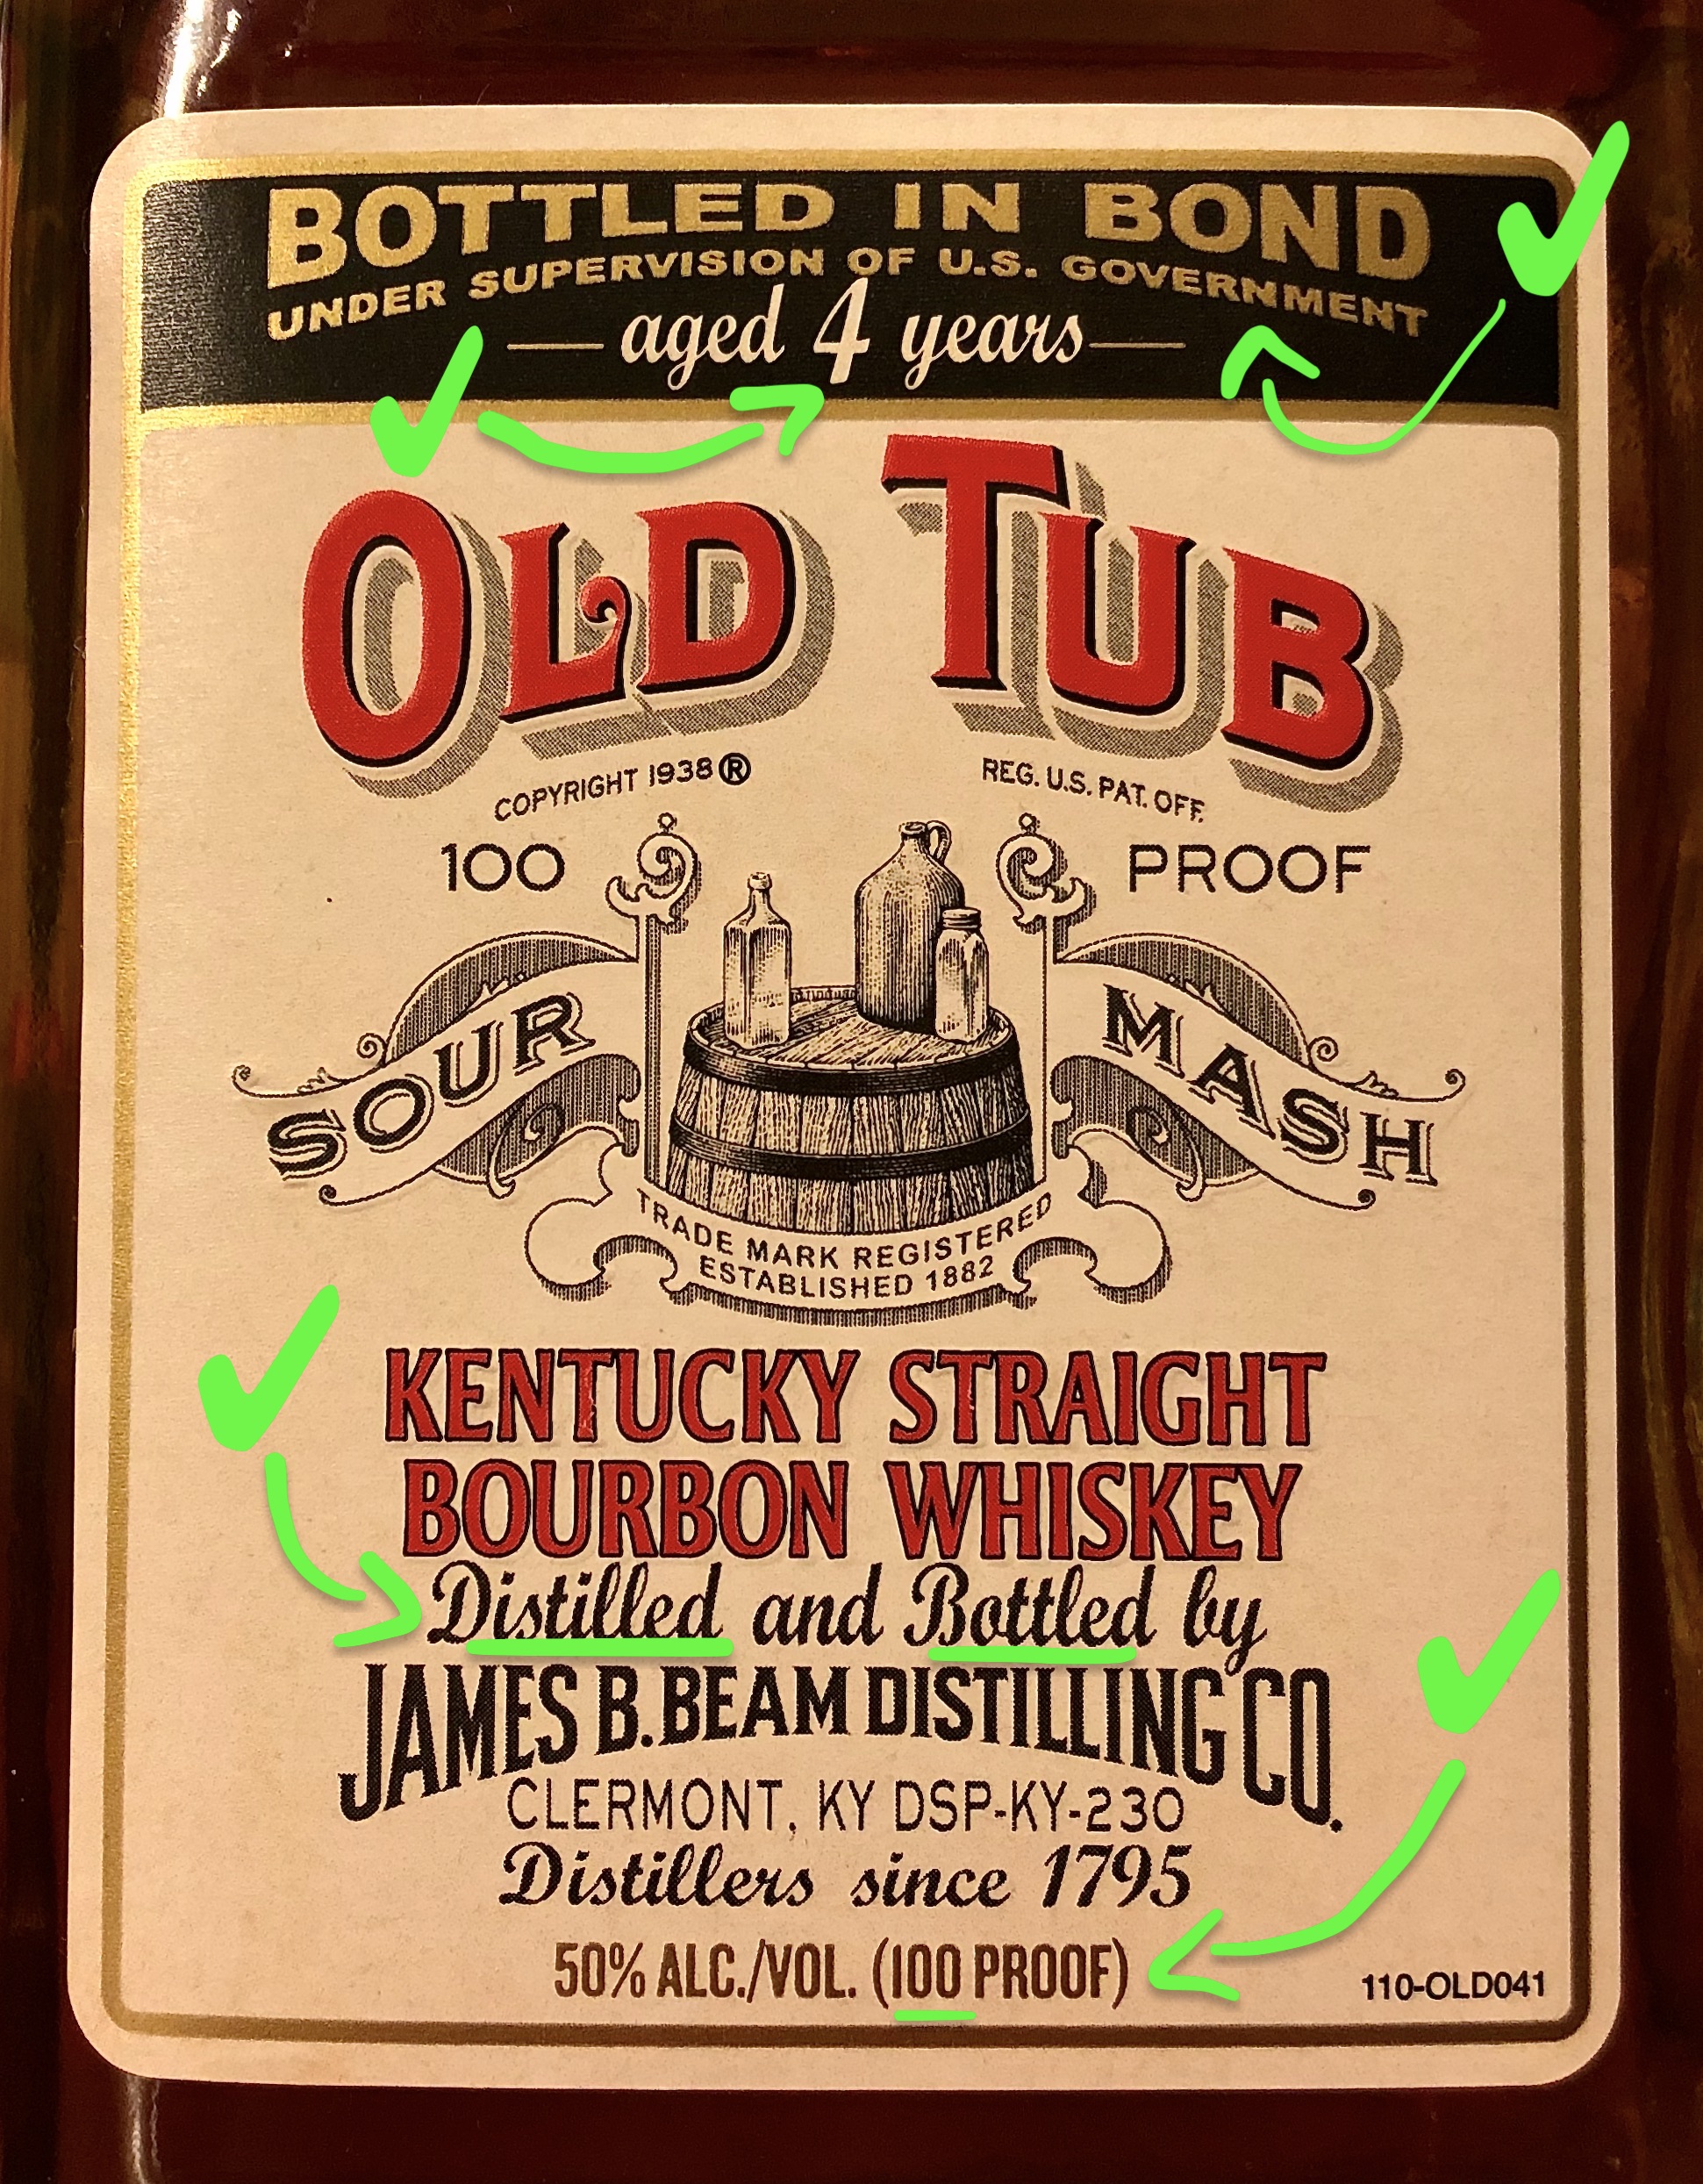 BOTTLED IN BOND
UNDER SUPERVISION OF U.S. GOVERNMENT
aged 4 years
OLD TUB
COPYRIGHT 1938® REG. U.S. PAT. OFF.
100 PROOF
SOUR MASH
TRADE MARK REGISTERED
ESTABLISHED 1882
KENTUCKY STRAIGHT
BOURBON WHISKEY
Distilled and Bottled by
JAMES B. BEAM DISTILLING CO.
CLERMONT, KY DSP-KY-230
Distillers since 1795
50% ALC./VOL. (100 PROOF)
110-OLD041